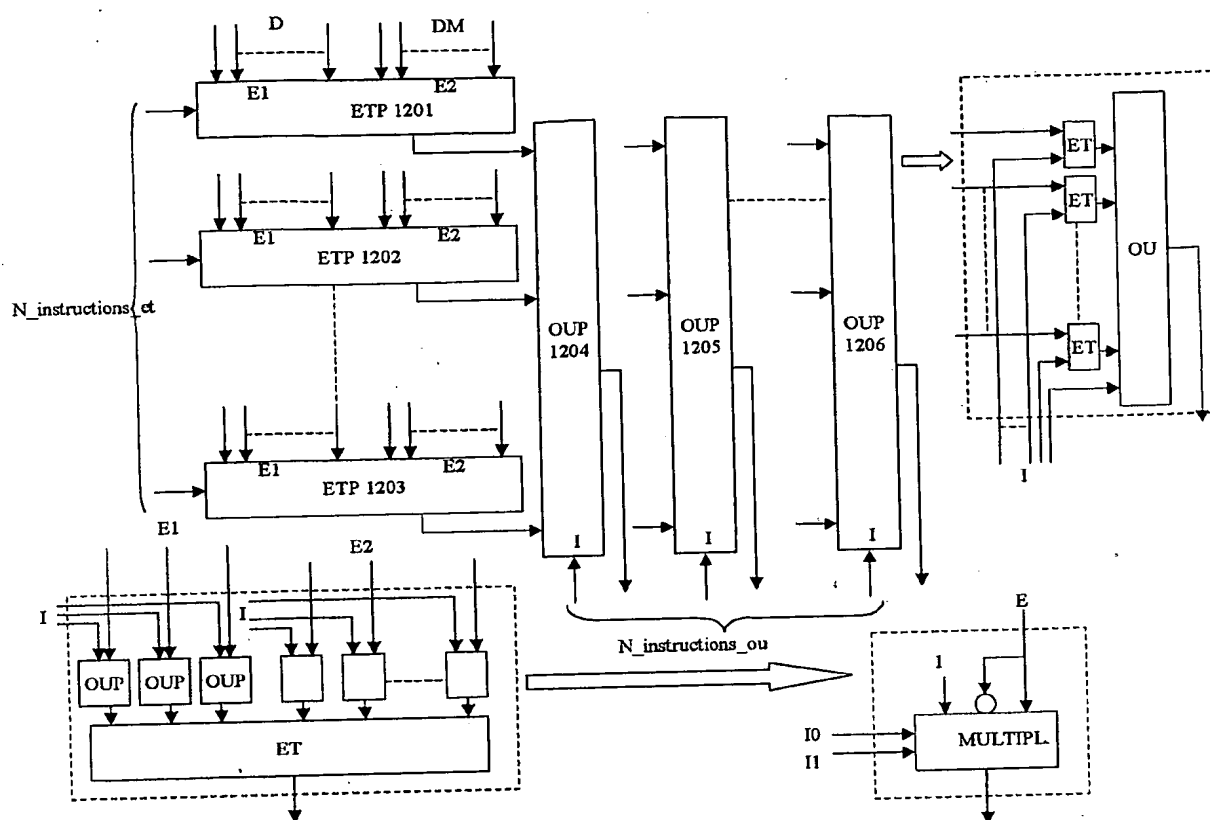 D DM
E1 E2
ETP 1201
ET
ET
E1 E2
ETP 1202
OU
N_instructions_et
OUP
1204
OUP
1205
OUP
1206
ET
E1 E2
ETP 1203
I
E1
I I I
E2
I I
E
N_instructions_ou
1
OUP OUP OUP
I0
MULTIPL.
I1
ET